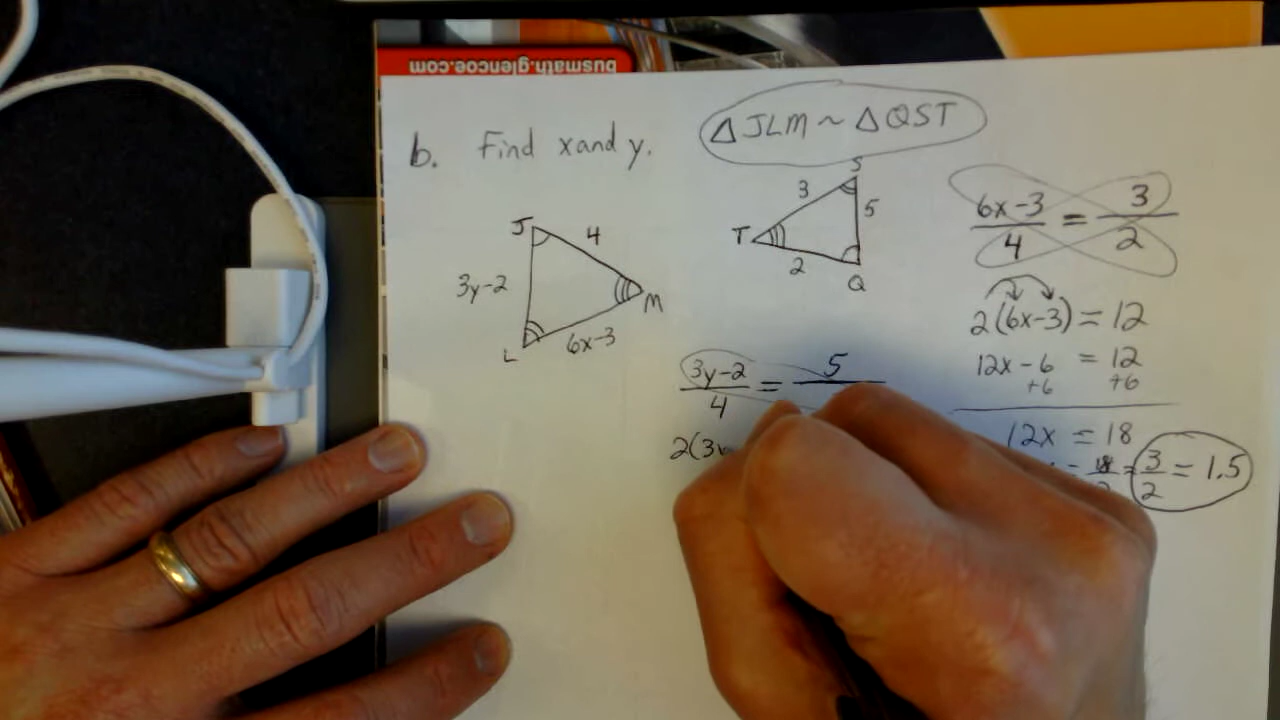 busmath.glencoe.com
b. Find x and y.
△JLM ~ △QST
J
4
3y-2
M
L
6x-3
S
3
5
T
2
Q
6x-3 = 3
4 2
2(6x-3) = 12
12x - 6 = 12
+6 +6
12x = 18
3 = 1.5
2
3y-2 = 5
4
2(3